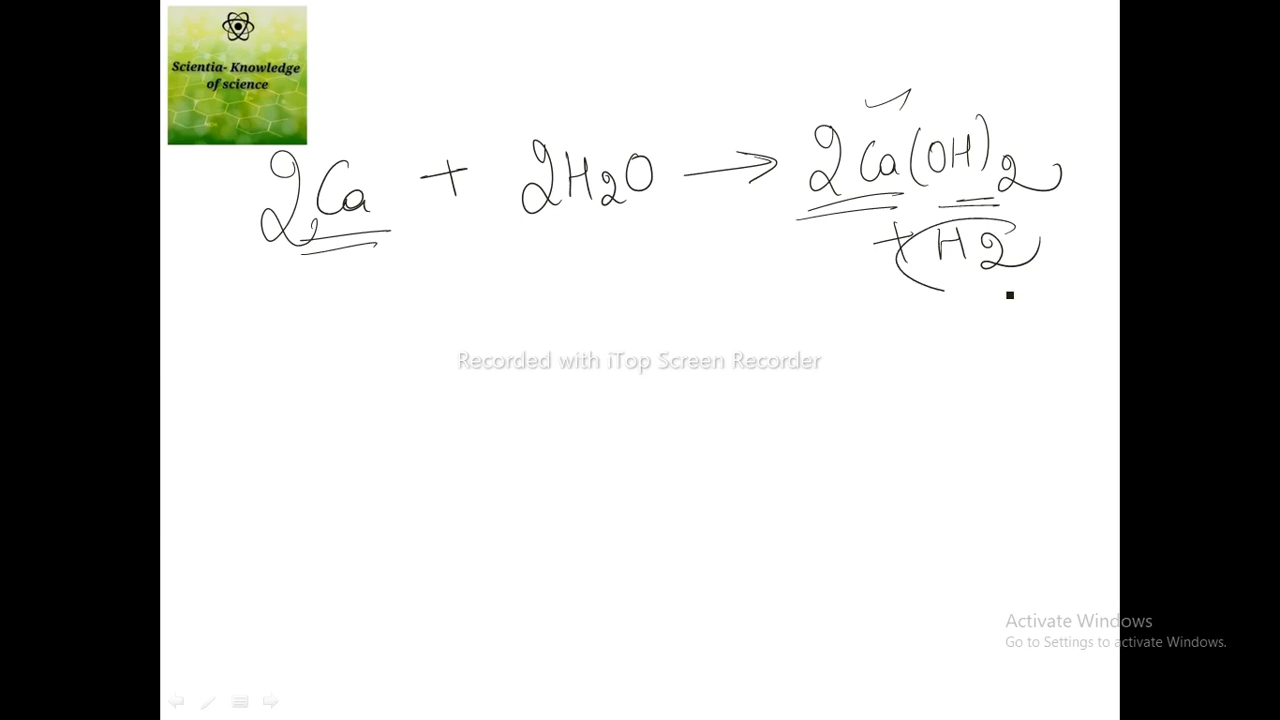 Scientia- Knowledge
of science
2Ca + 2H2O → 2Ca(OH)2
+ H2
Recorded with iTop Screen Recorder
Activate Windows
Go to Settings to activate Windows.